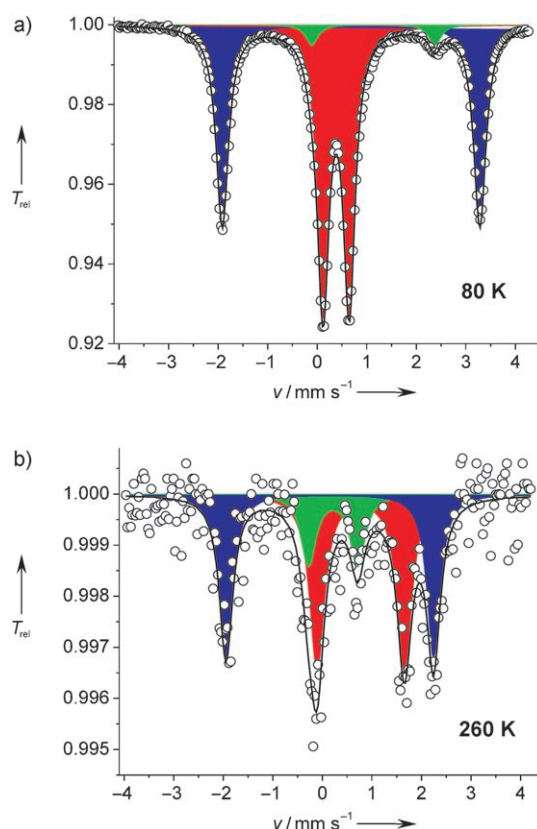 a)
1.00
0.98
0.96
0.94
0.92
T rel
80 K
–4 –3 –2 –1 0 1 2 3 4
v / mm s⁻¹
b)
1.000
0.999
0.998
0.997
0.996
0.995
T rel
260 K
–4 –3 –2 –1 0 1 2 3 4
v / mm s⁻¹